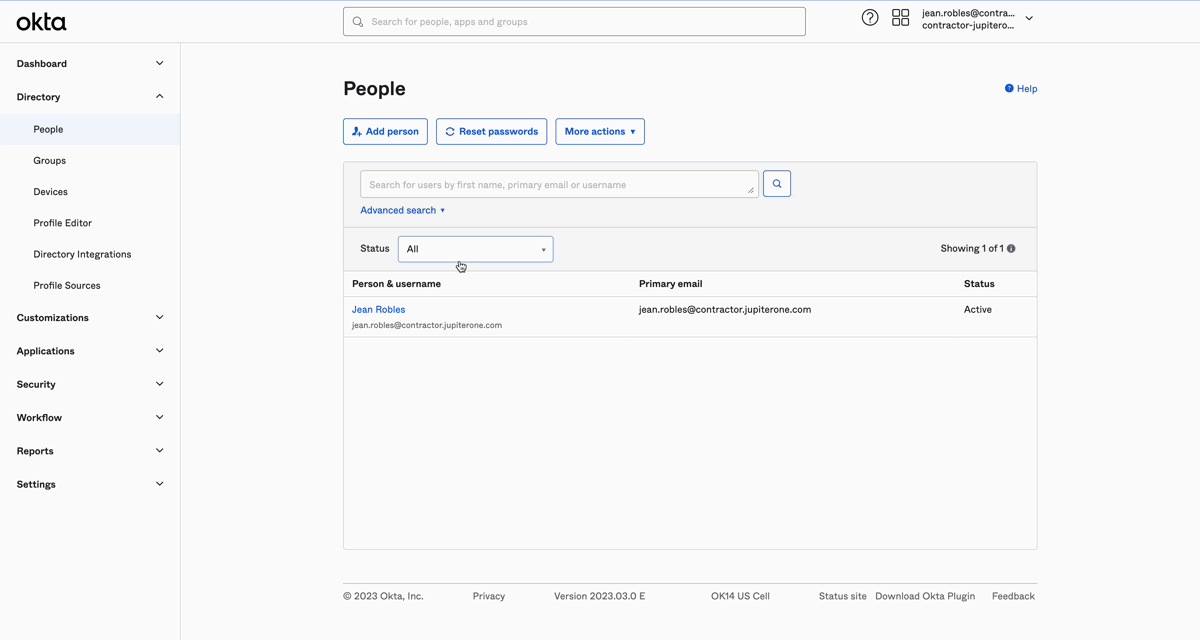 okta
Search for people, apps and groups
jean.robles@contra...
contractor-jupitero...
Dashboard
Directory
People
Groups
Devices
Profile Editor
Directory Integrations
Profile Sources
Customizations
Applications
Security
Workflow
Reports
Settings
People
Help
Add person
Reset passwords
More actions
Search for users by first name, primary email or username
Advanced search
Status
All
Showing 1 of 1
Person & username
Primary email
Status
Jean Robles
jean.robles@contractor.jupiterone.com
Active
jean.robles@contractor.jupiterone.com
© 2023 Okta, Inc.
Privacy
Version 2023.03.0 E
OK14 US Cell
Status site
Download Okta Plugin
Feedback